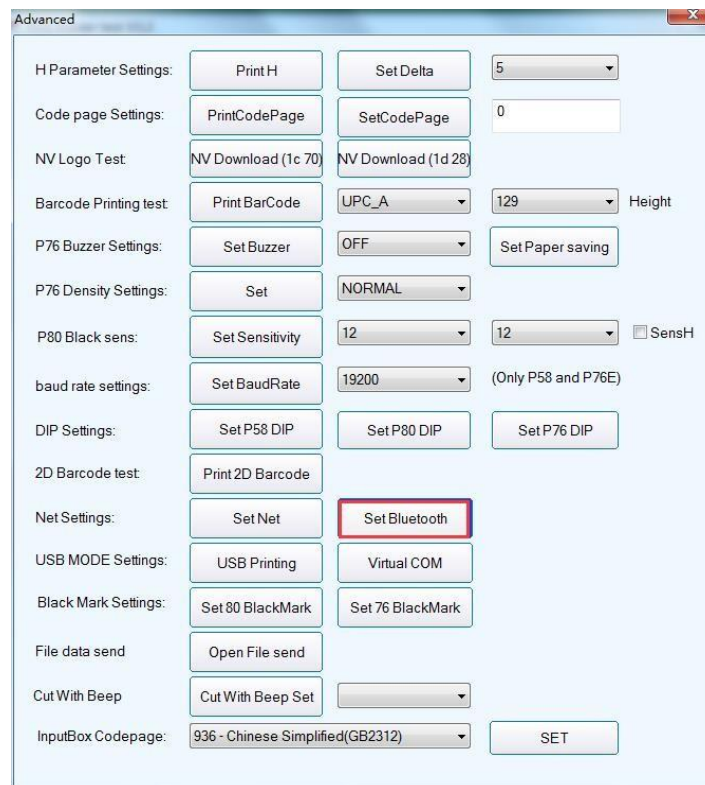 Advanced
H Parameter Settings: Print H Set Delta 5
Code page Settings: PrintCodePage SetCodePage 0
NV Logo Test: NV Download (1c 70) NV Download (1d 28)
Barcode Printing test: Print BarCode UPC_A 129 Height
P76 Buzzer Settings: Set Buzzer OFF Set Paper saving
P76 Density Settings: Set NORMAL
P80 Black sens: Set Sensitivity 12 12 SensH
baud rate settings: Set BaudRate 19200 (Only P58 and P76E)
DIP Settings: Set P58 DIP Set P80 DIP Set P76 DIP
2D Barcode test: Print 2D Barcode
Net Settings: Set Net Set Bluetooth
USB MODE Settings: USB Printing Virtual COM
Black Mark Settings: Set 80 BlackMark Set 76 BlackMark
File data send Open File send
Cut With Beep Cut With Beep Set
InputBox Codepage: 936 - Chinese Simplified(GB2312) SET